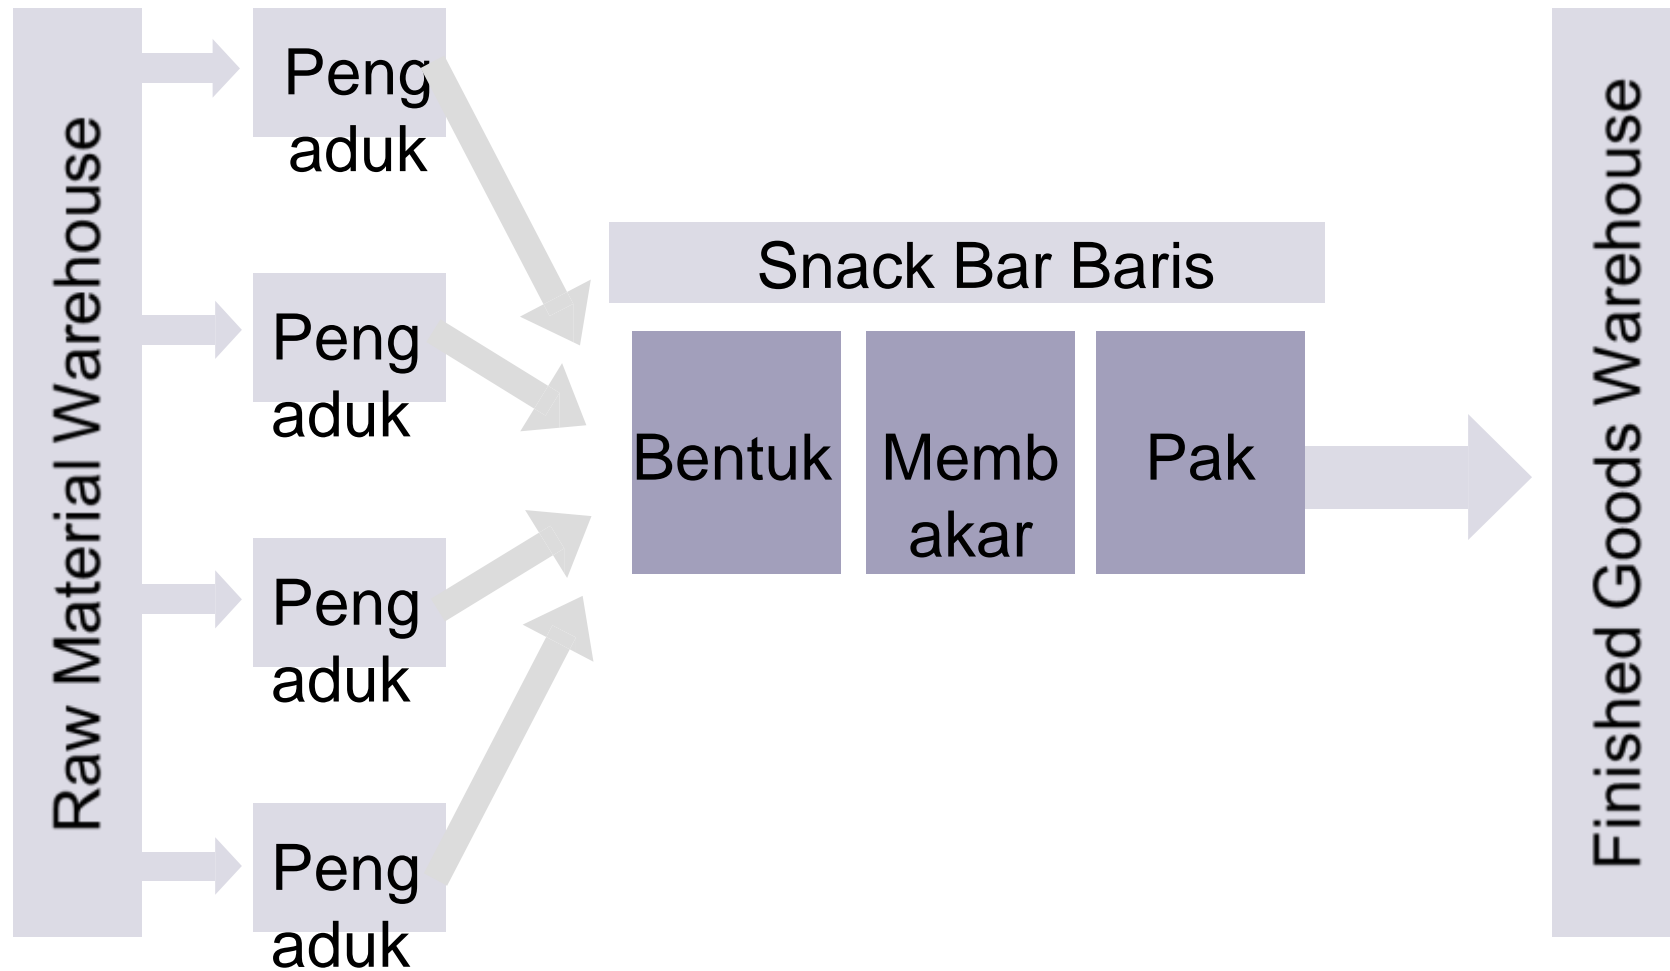 Raw Material Warehouse
Peng
aduk
Peng
aduk
Peng
aduk
Peng
aduk
Snack Bar Baris
Bentuk
Memb
akar
Pak
Finished Goods Warehouse